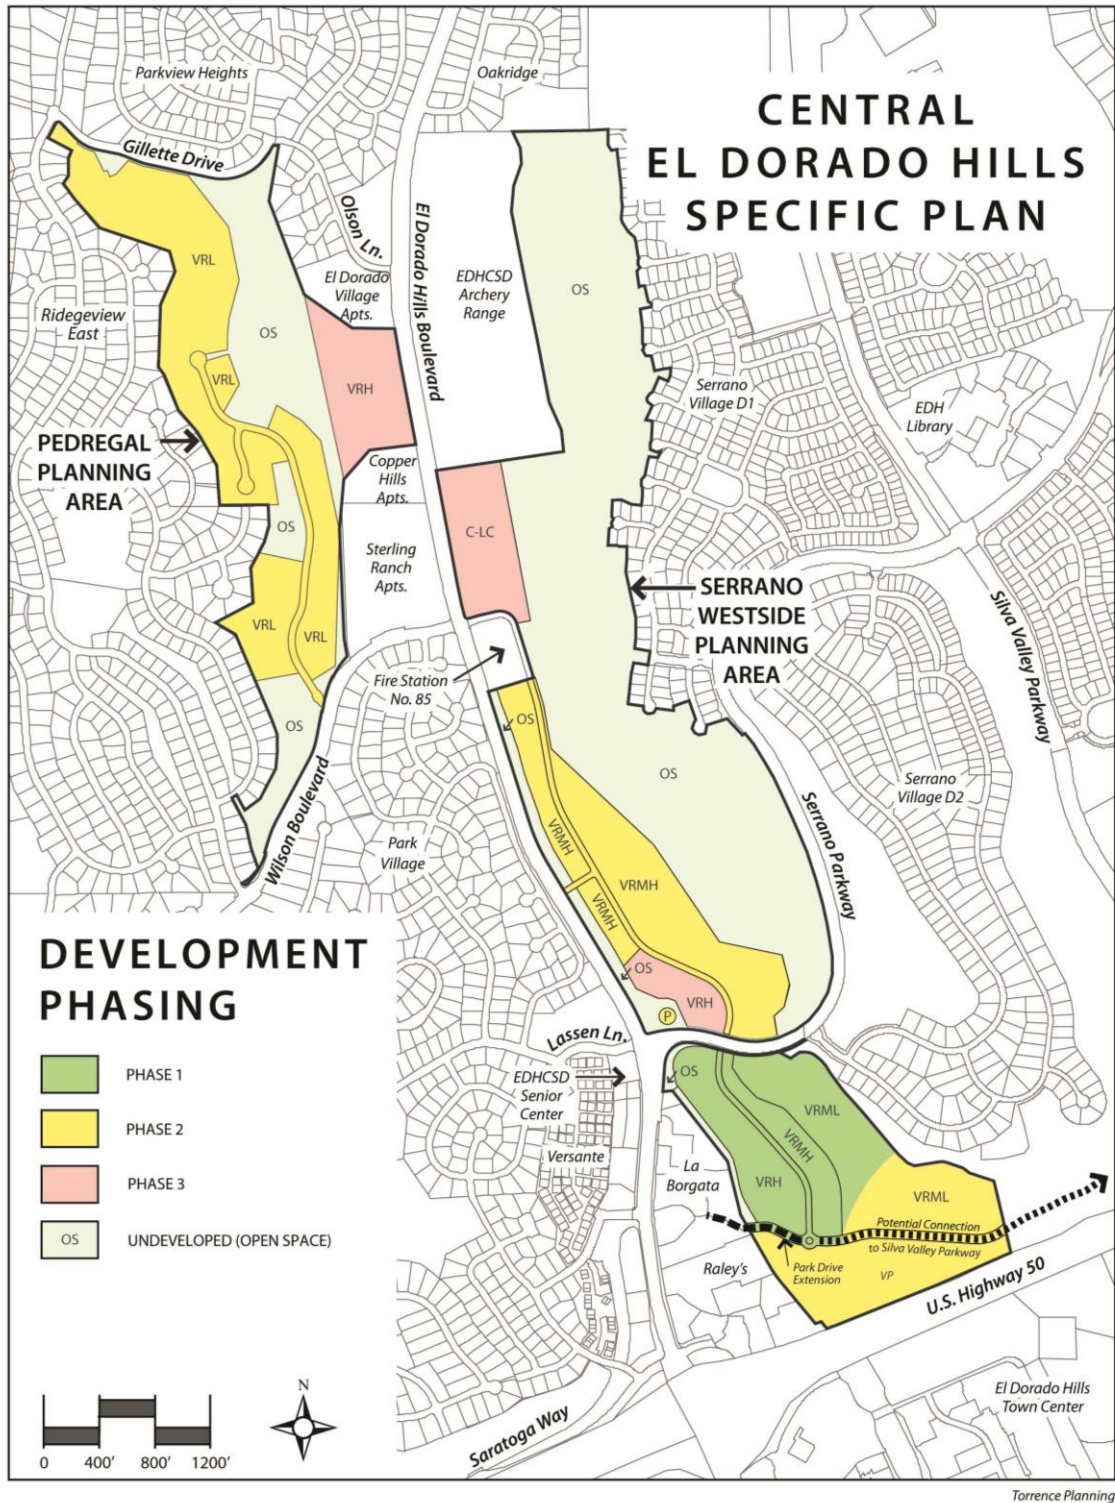 CENTRAL
EL DORADO HILLS
SPECIFIC PLAN
Parkview Heights
Oakridge
Gillette Drive
Olson Ln.
El Dorado Hills Boulevard
El Dorado
Village
Apts.
EDHCSD
Archery
Range
OS
VRL
Ridgeview
East
OS
VRL
VRH
Serrano
Village D1
EDH
Library
PEDREGAL
PLANNING
AREA
Copper
Hills
Apts.
OS
C-LC
Sterling
Ranch
Apts.
SERRANO
WESTSIDE
PLANNING
AREA
Silva Valley Parkway
VRL
VRL
Fire Station
No. 85
OS
OS
OS
Serrano
Village D2
Serrano Parkway
Wilson Boulevard
Park
Village
VRMH
VRMH
VRMH
OS
VRH
P
Lassen Ln.
EDHCSD
Senior
Center
OS
VRML
VRMH
Versante
La
Borgata
VRH
VRML
Potential Connection
to Silva Valley Parkway
Raley's
Park Drive
Extension
VP
U.S. Highway 50
Saratoga Way
El Dorado Hills
Town Center
DEVELOPMENT
PHASING
PHASE 1
PHASE 2
PHASE 3
OS UNDEVELOPED (OPEN SPACE)
N
0 400' 800' 1200'
Torrence Planning